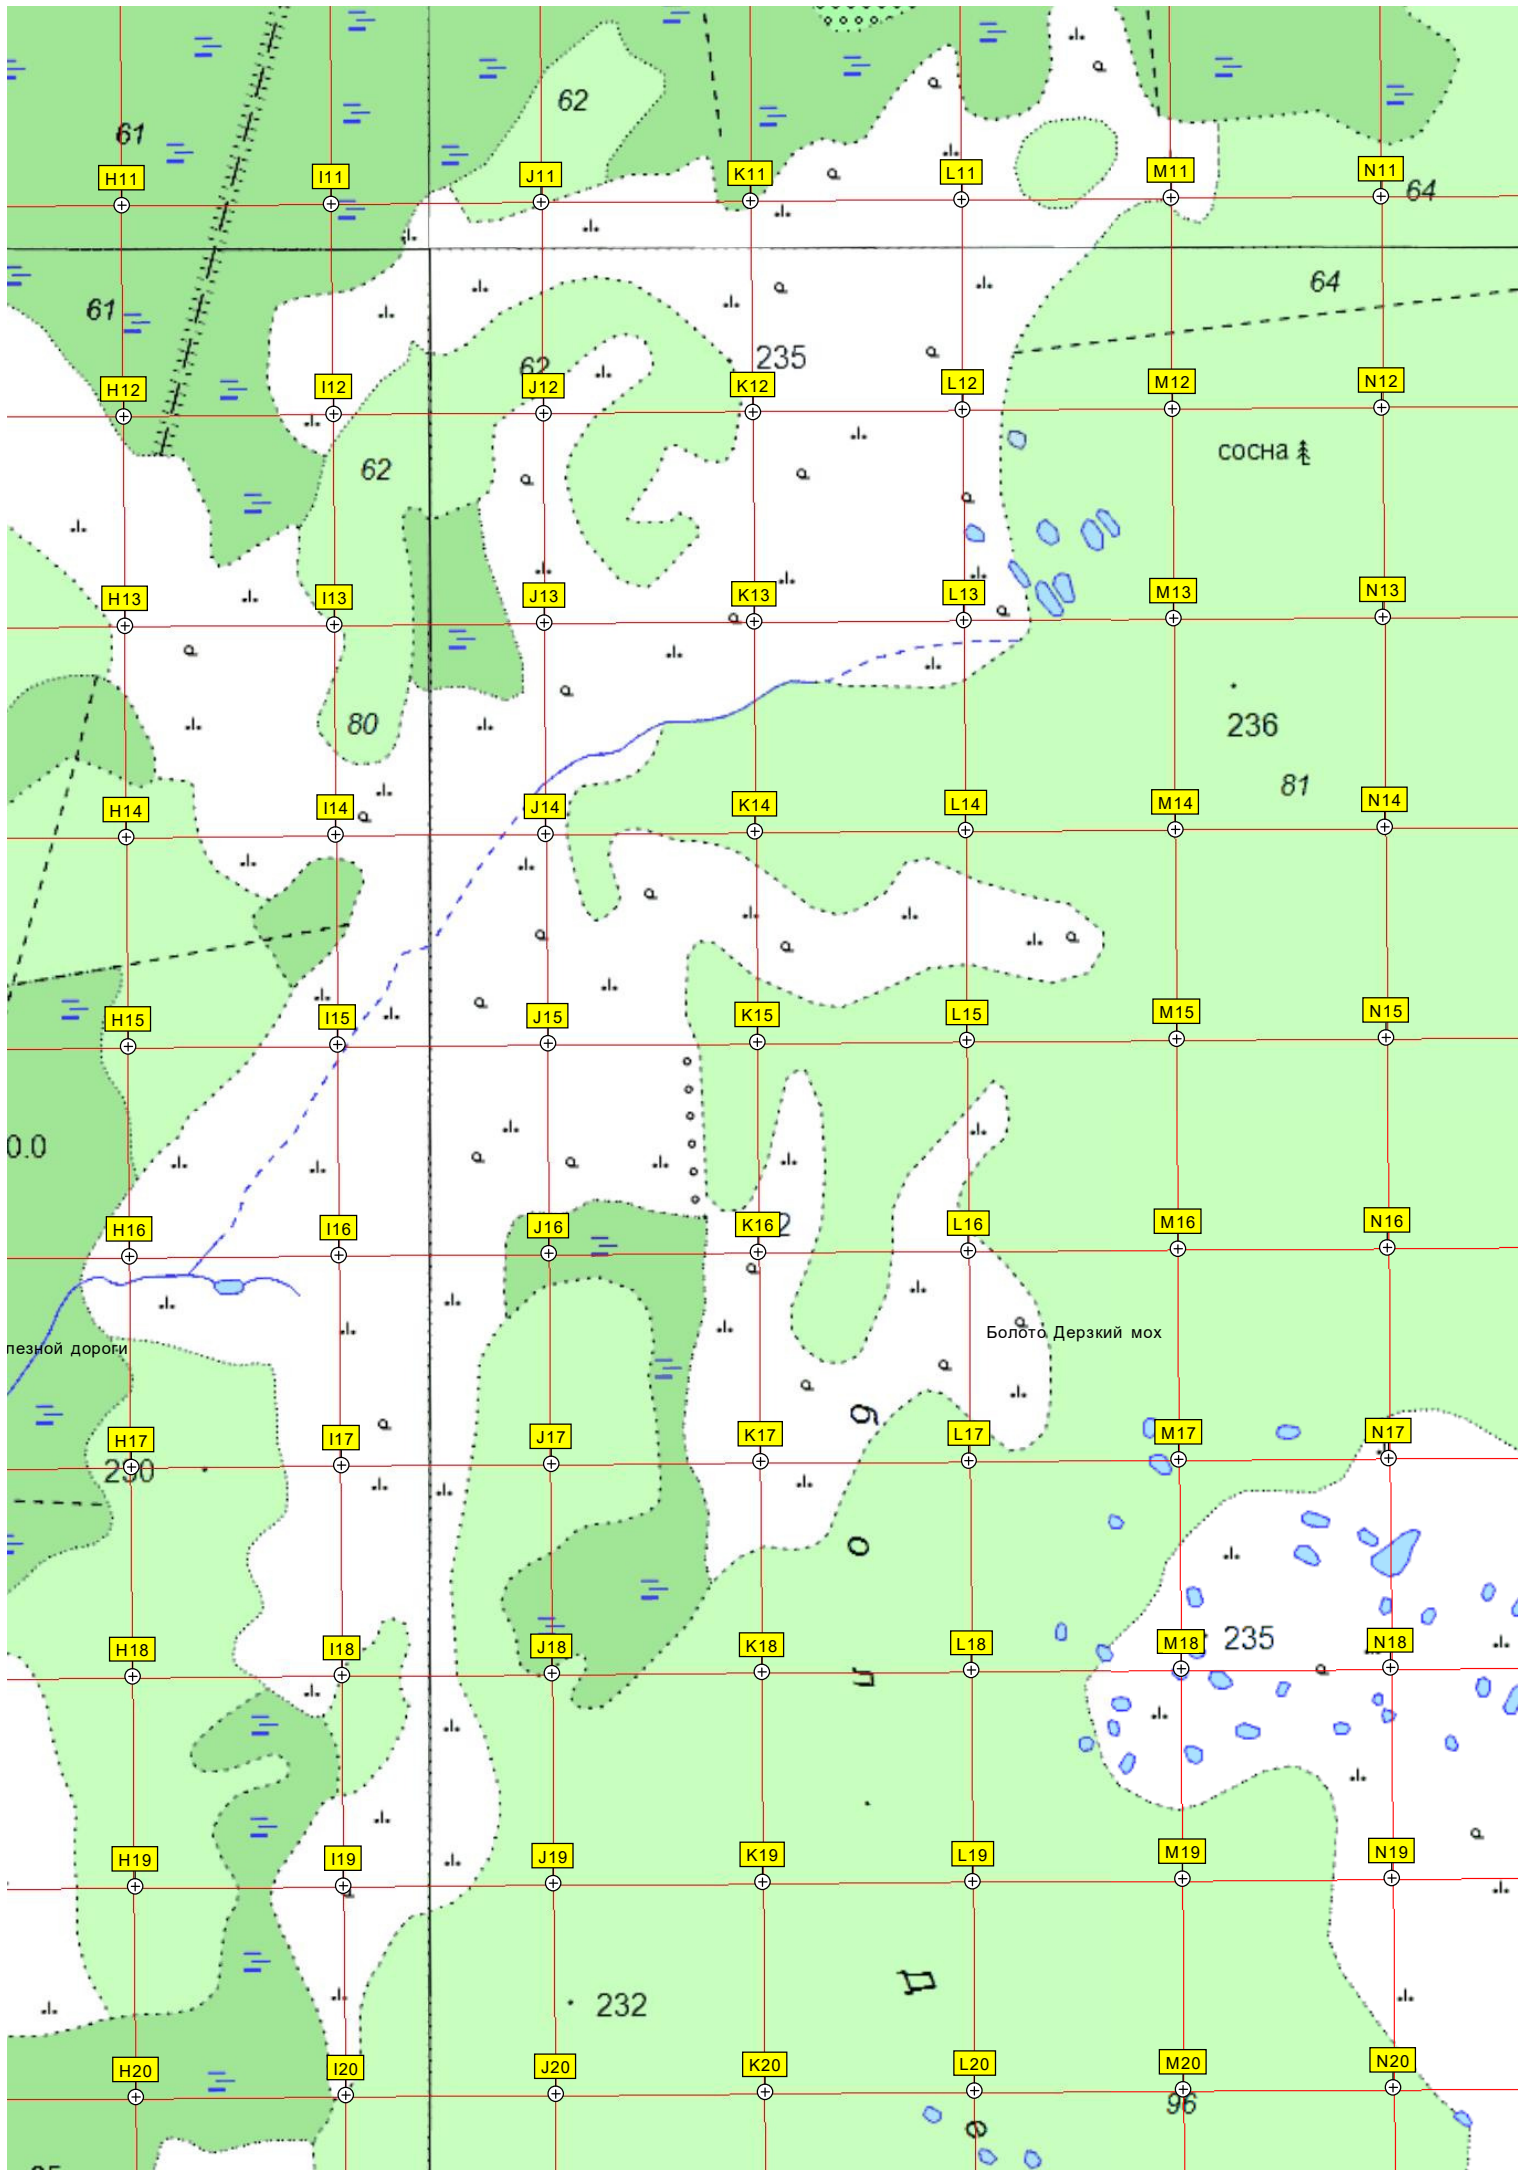 62
61
H11 I11 J11 K11 L11 M11 N11
64
64
61
235
62
H12 I12 J12 K12 L12 M12 N12
сосна
62
H13 I13 J13 K13 L13 M13 N13
80
236
81
H14 I14 J14 K14 L14 M14 N14
H15 I15 J15 K15 L15 M15 N15
0.0
H16 I16 J16 K16 L16 M16 N16
2
Болото Дерзкий мох
лезной дороги
H17 I17 J17 K17 L17 M17 N17
H18 I18 J18 K18 L18 M18 N18
235
H19 I19 J19 K19 L19 M19 N19
232
H20 I20 J20 K20 L20 M20 N20
96